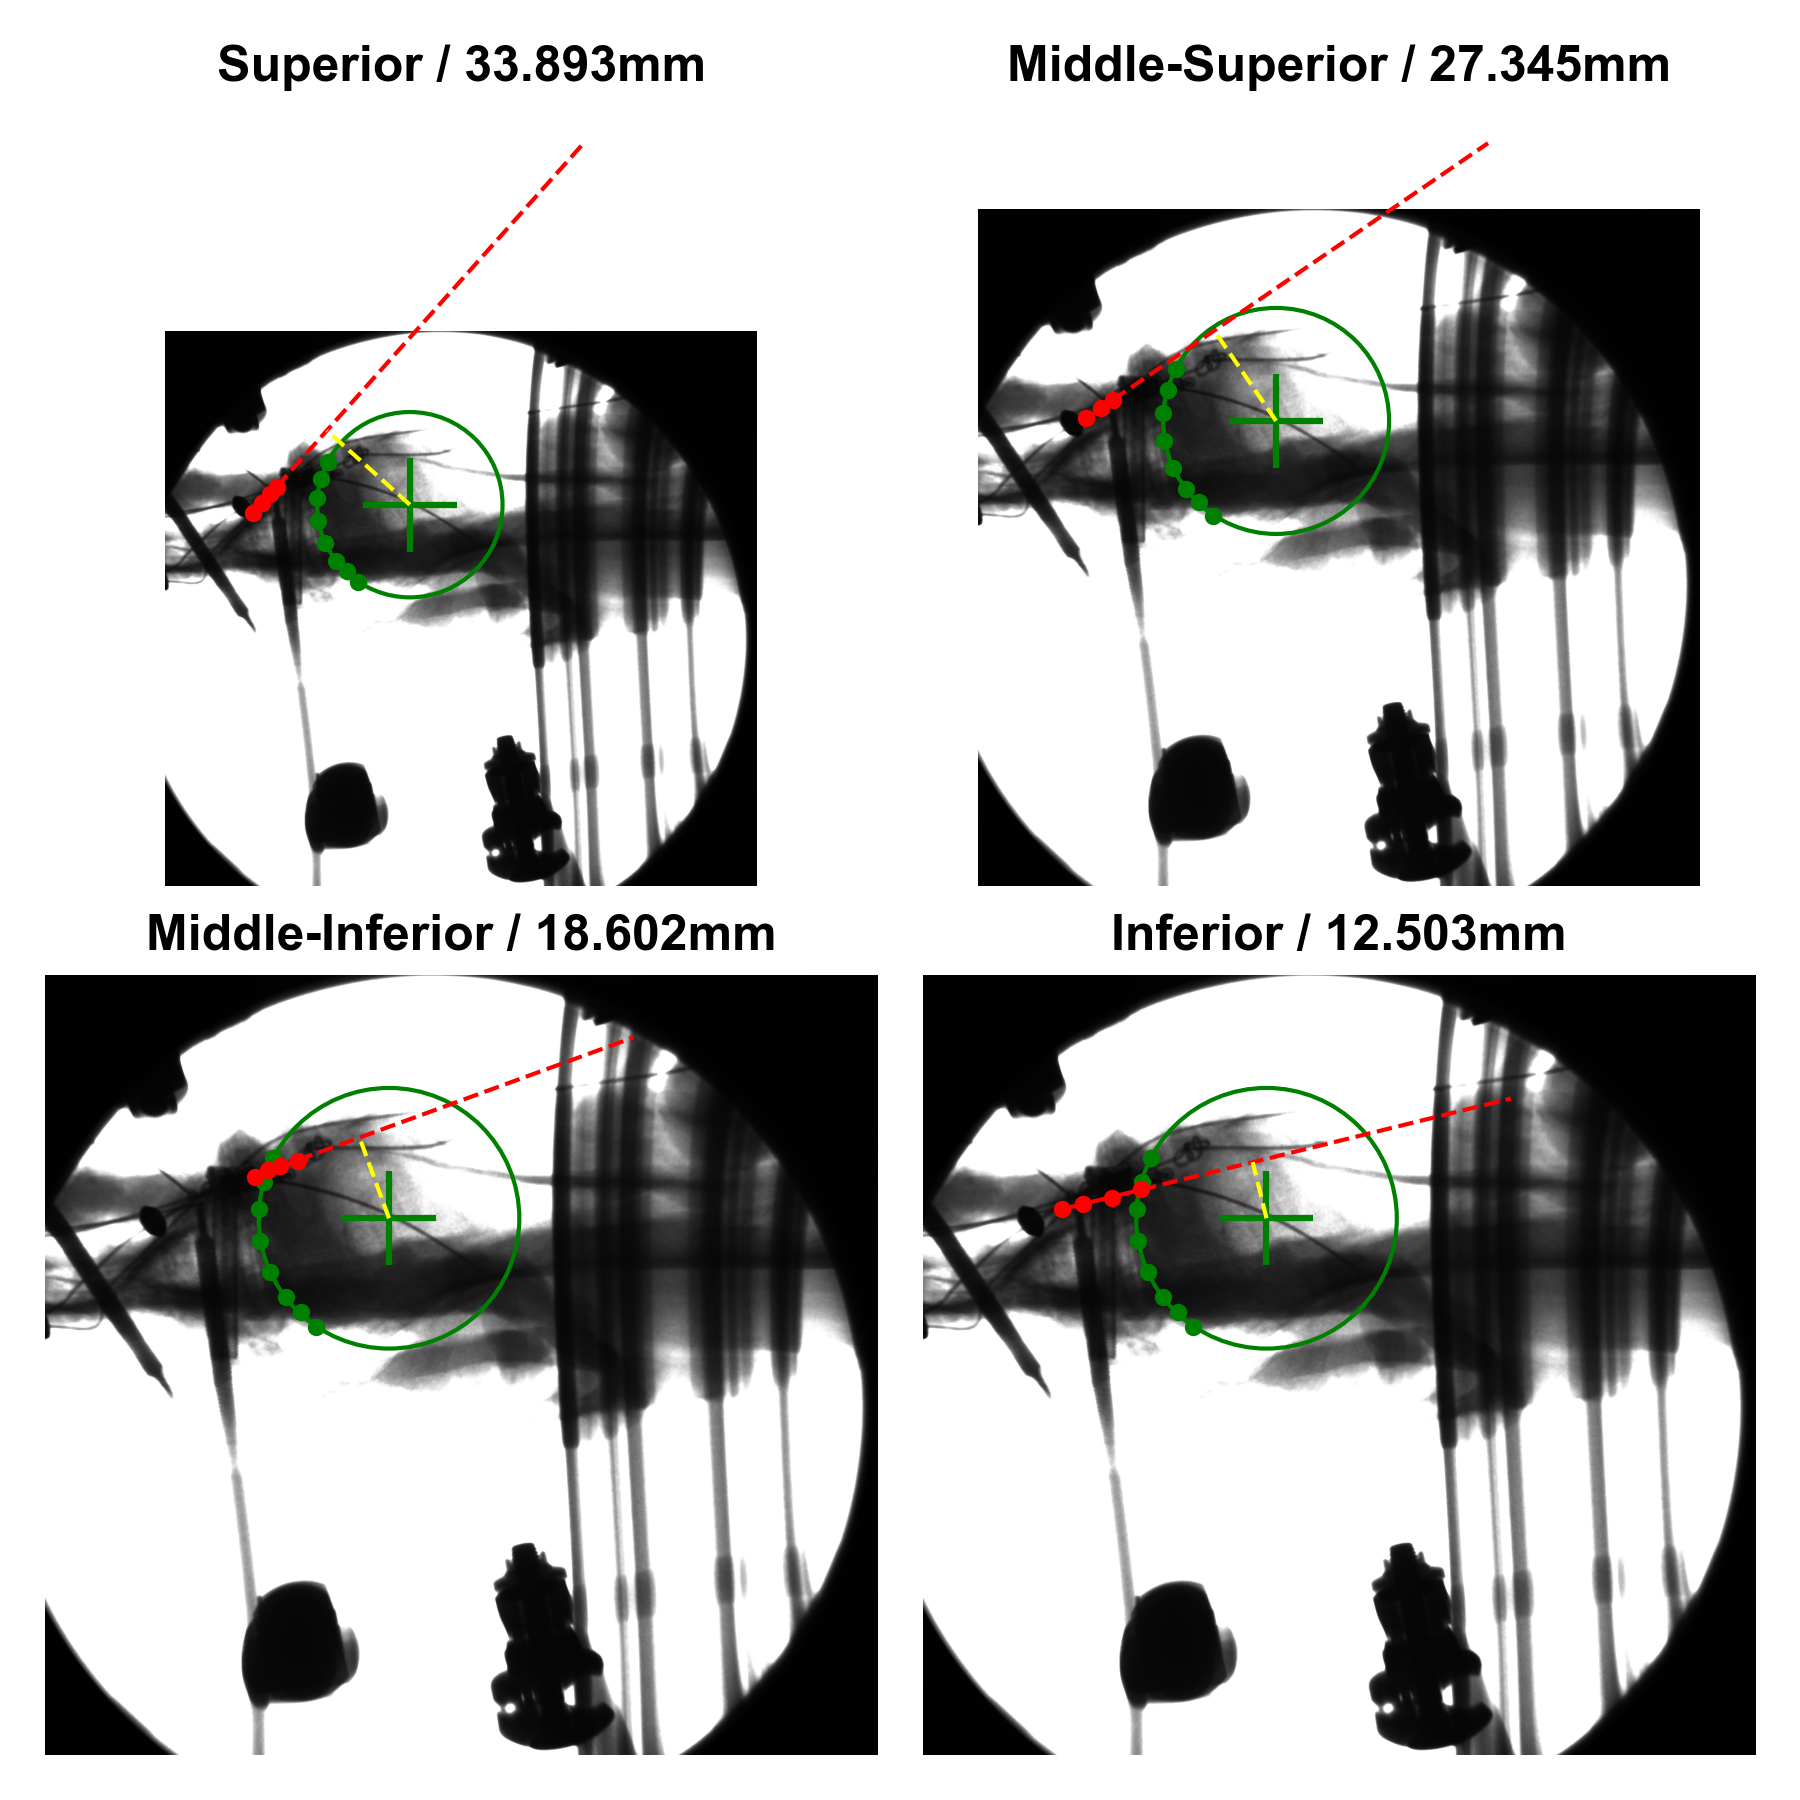 Superior / 33.893mm
Middle-Superior / 27.345mm
Middle-Inferior / 18.602mm
Inferior / 12.503mm